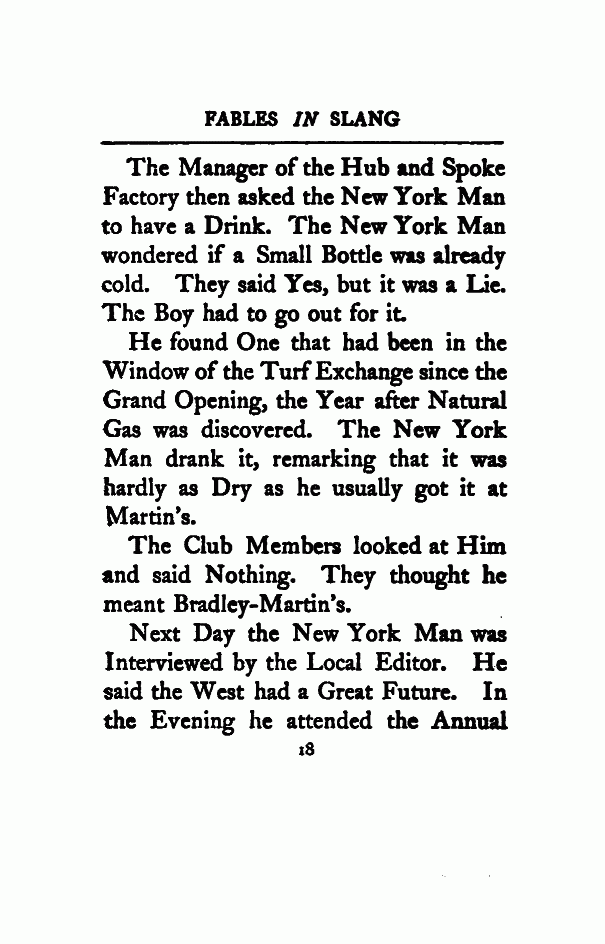 FABLES IN SLANG
The Manager of the Hub and Spoke
Factory then asked the New York Man
to have a Drink. The New York Man
wondered if a Small Bottle was already
cold. They said Yes, but it was a Lie.
The Boy had to go out for it.
He found One that had been in the
Window of the Turf Exchange since the
Grand Opening, the Year after Natural
Gas was discovered. The New York
Man drank it, remarking that it was
hardly as Dry as he usually got it at
Martin's.
The Club Members looked at Him
and said Nothing. They thought he
meant Bradley-Martin's.
Next Day the New York Man was
Interviewed by the Local Editor. He
said the West had a Great Future. In
the Evening he attended the Annual
18